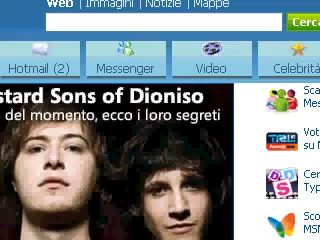 Web | Immagini | Notizie | Mappe
Cerca
Hotmail (2) Messenger Video Celebrità
stard Sons of Dioniso
del momento, ecco i loro segreti
Sca
Mes
Vot
su
Cer
Typ
Sco
MSN